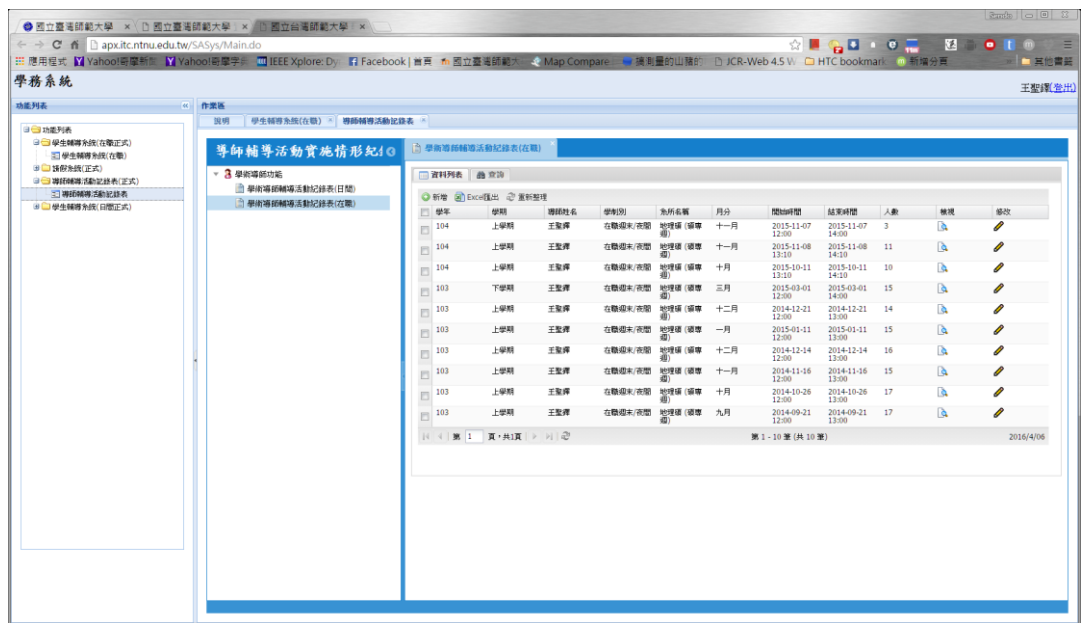 國立臺灣師範大學 × 國立臺灣師範大學 × 國立台灣師範大學 ×
apx.itc.ntnu.edu.tw/SASys/Main.do
應用程式 Yahoo!奇摩新 Yahoo!奇摩字 IEEE Xplore: Dy Facebook 首頁 國立臺灣師範大 Map Compare JCR-Web 4.5 W HTC bookmark 新增分頁 其他書籤
學務系統
王聖鐸(登出)
功能列表
作業區
說明 學生輔導系統(在職) 導師輔導活動記錄表
功能列表
學生輔導系統(在職正式)
學生輔導系統(在職)
請假系統(正式)
導師輔導活動記錄表(正式)
導師輔導活動記錄表
學生輔導系統(日間正式)
導師輔導活動實施情形紀
學術導師功能
學術導師輔導活動紀錄表(日間)
學術導師輔導活動紀錄表(在職)
學術導師輔導活動紀錄表(在職)
資料列表 查詢
新增 Excel匯出 重新整理
學年 學期 導師姓名 學制別 系所名稱 月分 開始時間 結束時間 人數 檢視 修改
104 上學期 王聖鐸 在職週末/夜間 地理碩 (領專週) 十一月 2015-11-07 12:00 2015-11-07 14:00 3
104 上學期 王聖鐸 在職週末/夜間 地理碩 (領專週) 十一月 2015-11-08 13:10 2015-11-08 14:10 11
104 上學期 王聖鐸 在職週末/夜間 地理碩 (領專週) 十月 2015-10-11 13:10 2015-10-11 14:10 10
103 下學期 王聖鐸 在職週末/夜間 地理碩 (領專週) 三月 2015-03-01 12:00 2015-03-01 14:00 15
103 上學期 王聖鐸 在職週末/夜間 地理碩 (領專週) 十二月 2014-12-21 12:00 2014-12-21 13:00 14
103 上學期 王聖鐸 在職週末/夜間 地理碩 (領專週) 一月 2015-01-11 12:00 2015-01-11 13:00 15
103 上學期 王聖鐸 在職週末/夜間 地理碩 (領專週) 十二月 2014-12-14 12:00 2014-12-14 13:00 16
103 上學期 王聖鐸 在職週末/夜間 地理碩 (領專週) 十一月 2014-11-16 12:00 2014-11-16 13:00 15
103 上學期 王聖鐸 在職週末/夜間 地理碩 (領專週) 十月 2014-10-26 12:00 2014-10-26 13:00 17
103 上學期 王聖鐸 在職週末/夜間 地理碩 (領專週) 九月 2014-09-21 12:00 2014-09-21 13:00 17
第 1 頁,共1頁
第 1 - 10 筆 (共 10 筆)
2016/4/06